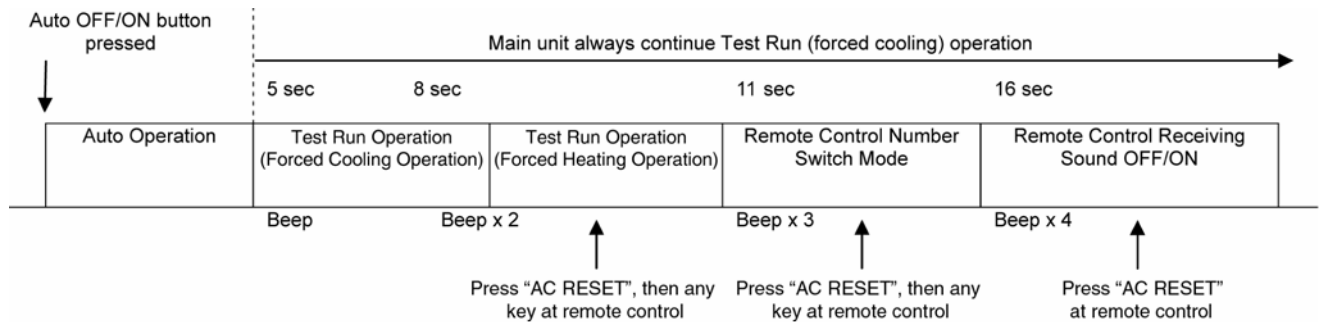 Auto OFF/ON button
pressed
Main unit always continue Test Run (forced cooling) operation
5 sec
8 sec
11 sec
16 sec
Auto Operation
Test Run Operation
(Forced Cooling Operation)
Test Run Operation
(Forced Heating Operation)
Remote Control Number
Switch Mode
Remote Control Receiving
Sound OFF/ON
Beep
Beep x 2
Beep x 3
Beep x 4
Press “AC RESET”, then any
key at remote control
Press “AC RESET”, then any
key at remote control
Press “AC RESET”
at remote control